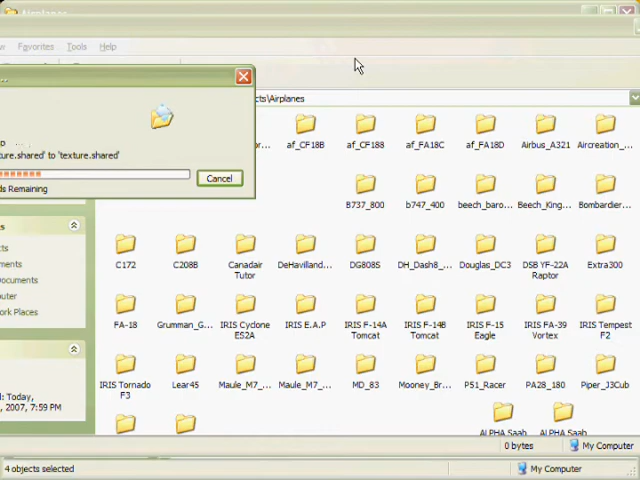 Airplanes
w Favorites Tools Help
..
cts\Airplanes
ture.shared' to 'texture.shared'
ds Remaining
Cancel
af_CF18B af_CF188 af_FA18C af_FA18D Airbus_A321 Aircreation_...
B737_800 b747_400 beech_baro... Beech_King... Bombardier...
C172 C208B Canadair Tutor DeHavilland... DG808S DH_Dash8_... Douglas_DC3 DSB YF-22A Raptor Extra300
FA-18 Grumman_G... IRIS Cyclone ES2A IRIS E.A.P IRIS F-14A Tomcat IRIS F-14B Tomcat IRIS F-15 Eagle IRIS FA-39 Vortex IRIS Tempest F2
IRIS Tornado F3 Lear45 Maule_M7_... Maule_M7_... MD_83 Mooney_Br... P51_Racer PA28_180 Piper_J3Cub
ALPHA Saab ALPHA Saab
s
cts
ments
Documents
puter
ork Places
d: Today,
, 2007, 7:59 PM
0 bytes My Computer
4 objects selected My Computer